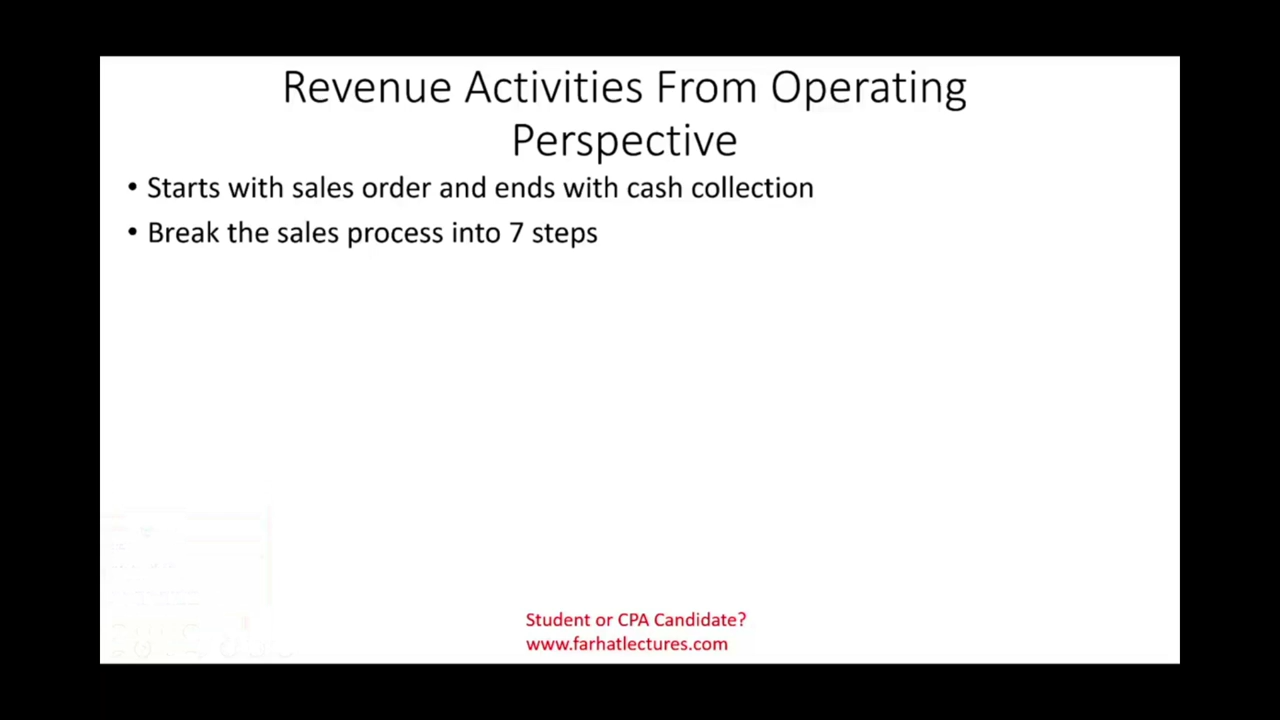 Revenue Activities From Operating
Perspective
• Starts with sales order and ends with cash collection
• Break the sales process into 7 steps
Student or CPA Candidate?
www.farhatlectures.com